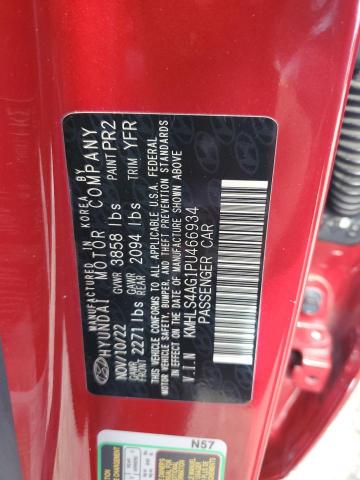 MANUFACTURED IN KOREA BY
HYUNDAI MOTOR COMPANY
NOV/10/22 GVWR 3858 lbs PAINT PR2
GAWR FRONT 2271 lbs GAWR REAR 2094 lbs TRIM YFR
THIS VEHICLE CONFORMS TO ALL APPLICABLE U.S.A. FEDERAL
MOTOR VEHICLE SAFETY, BUMPER, AND THEFT PREVENTION
STANDARDS IN EFFECT ON THE DATE OF MANUFACTURE SHOWN ABOVE.
V.I.N KMHLS4AG1PU466934
PASSENGER CAR
N57